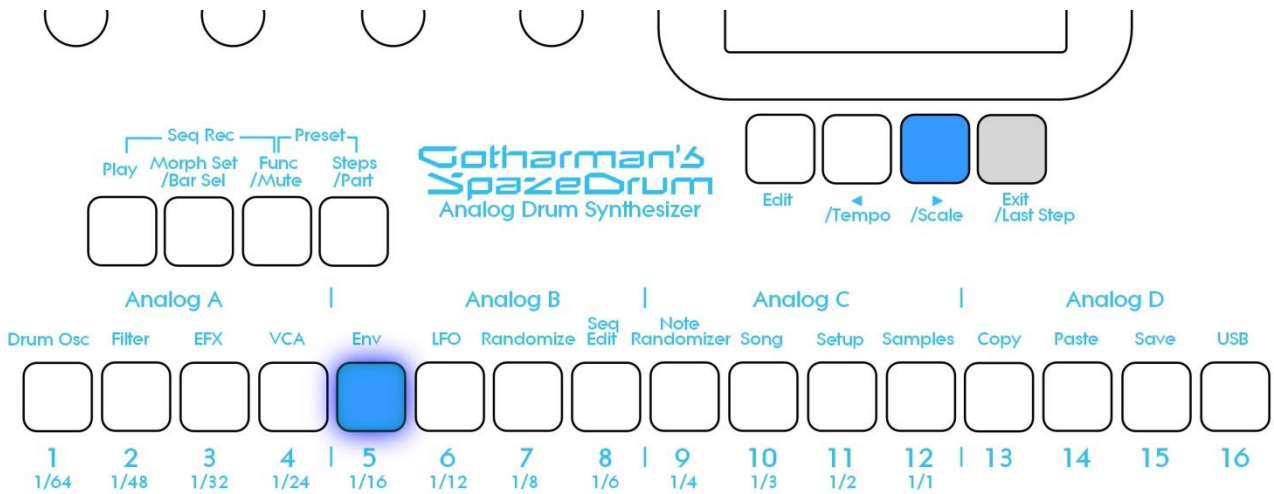 Seq Rec Preset
Play Morph Set /Bar Sel Func /Mute Steps /Part
Gotharman's
SpazeDrum
Analog Drum Synthesizer
Edit ◄ /Tempo ► /Scale Exit /Last Step
Analog A | Analog B | Analog C | Analog D
Drum Osc Filter EFX VCA Env LFO Randomize Seq Edit Note Randomizer Song Setup Samples Copy Paste Save USB
1 2 3 4 | 5 6 7 8 | 9 10 11 12 | 13 14 15 16
1/64 1/48 1/32 1/24 1/16 1/12 1/8 1/6 1/4 1/3 1/2 1/1